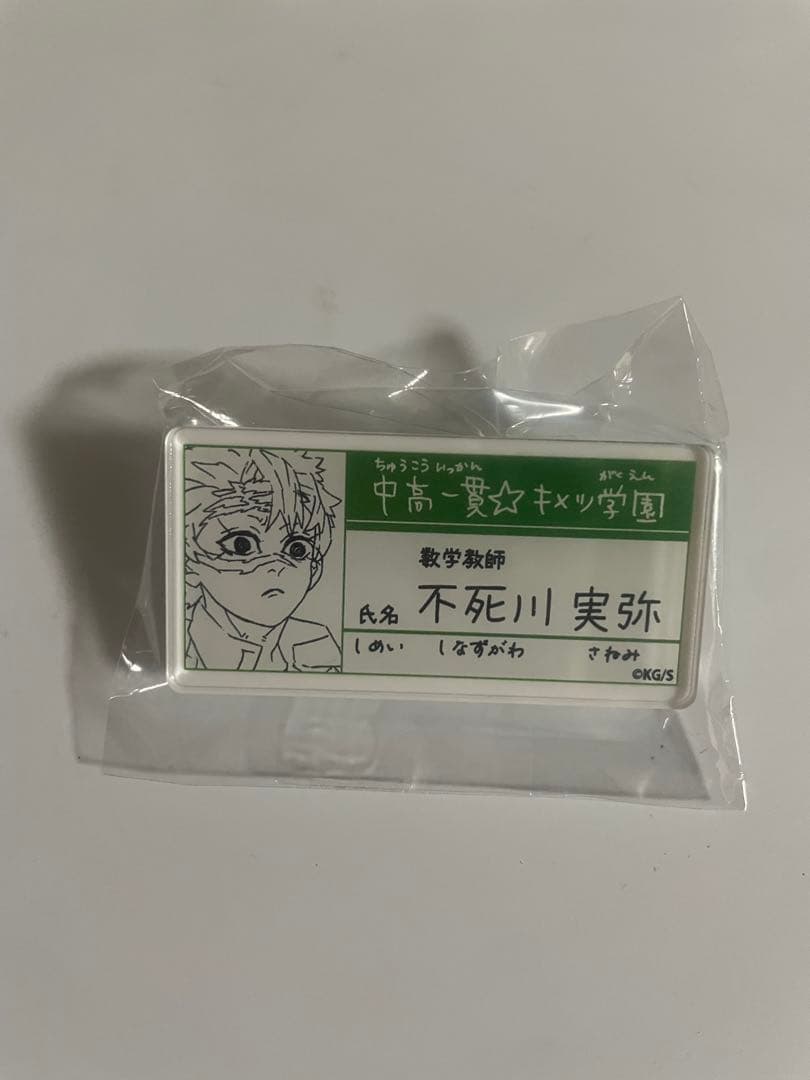 ちゅうこういっかん がくえん
中高一貫☆キメツ学園
数学教師
氏名 不死川 実弥
しめい しなずがわ さねみ
©KG/S